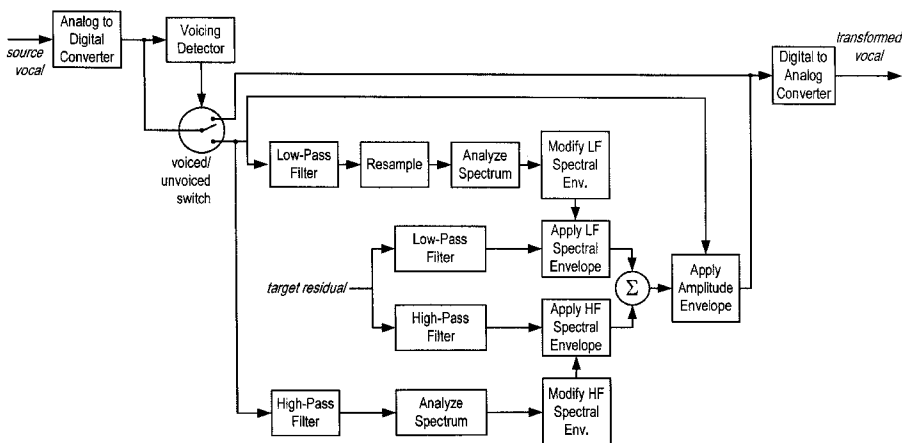 Analog to
Digital
Converter
Voicing
Detector
source
vocal
voiced/
unvoiced
switch
transformed
vocal
Digital to
Analog
Converter
Low-Pass
Filter
Resample
Analyze
Spectrum
Modify LF
Spectral
Env.
Low-Pass
Filter
Apply LF
Spectral
Envelope
target residual
Σ
Apply
Amplitude
Envelope
High-Pass
Filter
Apply HF
Spectral
Envelope
High-Pass
Filter
Analyze
Spectrum
Modify HF
Spectral
Env.